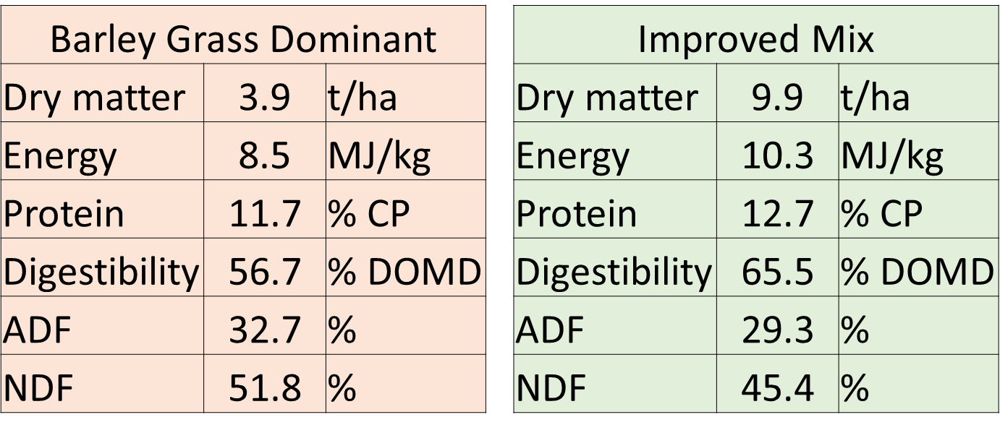 Barley Grass Dominant
Dry matter 3.9 t/ha
Energy 8.5 MJ/kg
Protein 11.7 % CP
Digestibility 56.7 % DOMD
ADF 32.7 %
NDF 51.8 %
Improved Mix
Dry matter 9.9 t/ha
Energy 10.3 MJ/kg
Protein 12.7 % CP
Digestibility 65.5 % DOMD
ADF 29.3 %
NDF 45.4 %